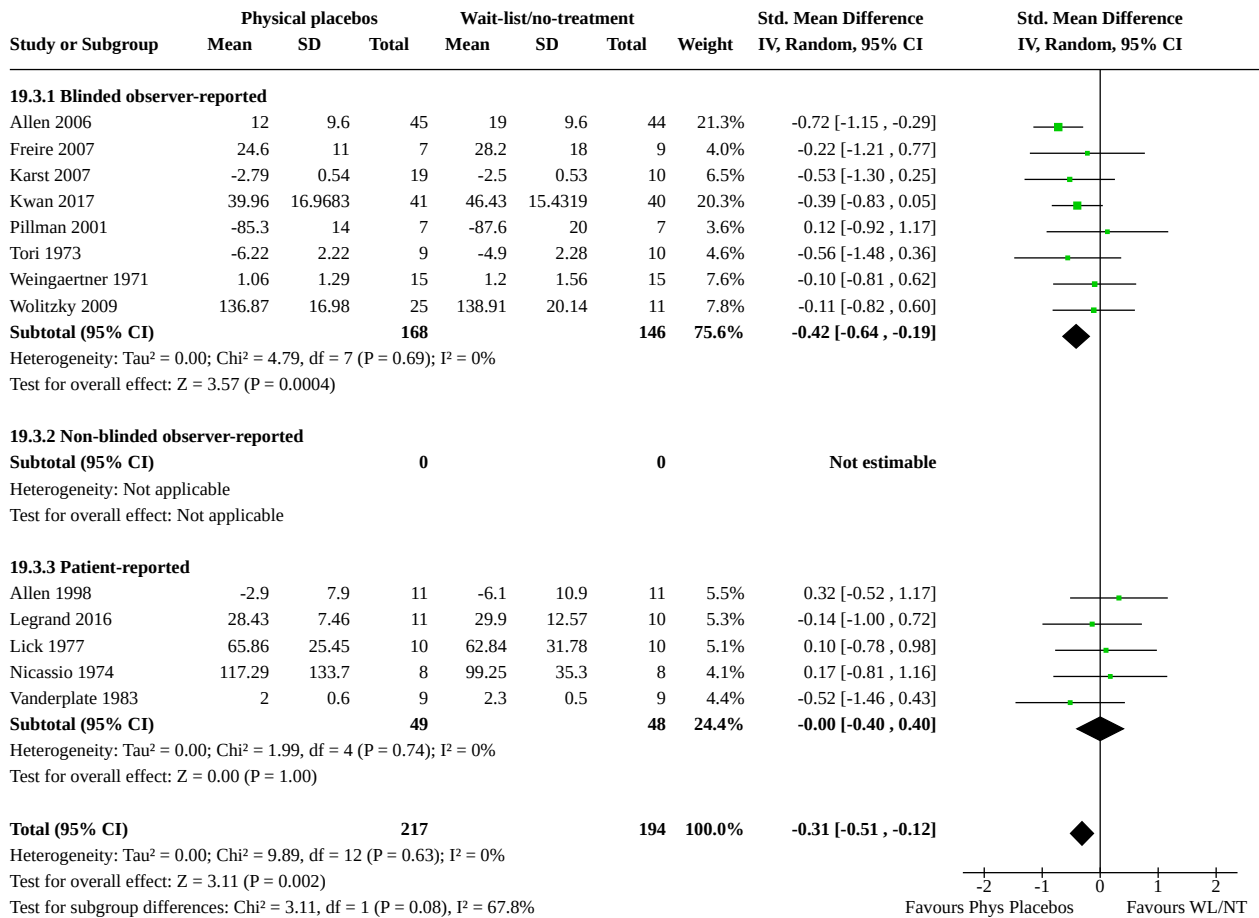 Physical placebos Wait-list/no-treatment Std. Mean Difference Std. Mean Difference
Study or Subgroup Mean SD Total Mean SD Total Weight IV, Random, 95% CI IV, Random, 95% CI
19.3.1 Blinded observer-reported
Allen 2006 12 9.6 45 19 9.6 44 21.3% -0.72 [-1.15 , -0.29]
Freire 2007 24.6 11 7 28.2 18 9 4.0% -0.22 [-1.21 , 0.77]
Karst 2007 -2.79 0.54 19 -2.5 0.53 10 6.5% -0.53 [-1.30 , 0.25]
Kwan 2017 39.96 16.9683 41 46.43 15.4319 40 20.3% -0.39 [-0.83 , 0.05]
Pillman 2001 -85.3 14 7 -87.6 20 7 3.6% 0.12 [-0.92 , 1.17]
Tori 1973 -6.22 2.22 9 -4.9 2.28 10 4.6% -0.56 [-1.48 , 0.36]
Weingaertner 1971 1.06 1.29 15 1.2 1.56 15 7.6% -0.10 [-0.81 , 0.62]
Wolitzky 2009 136.87 16.98 25 138.91 20.14 11 7.8% -0.11 [-0.82 , 0.60]
Subtotal (95% CI) 168 146 75.6% -0.42 [-0.64 , -0.19]
Heterogeneity: Tau² = 0.00; Chi² = 4.79, df = 7 (P = 0.69); I² = 0%
Test for overall effect: Z = 3.57 (P = 0.0004)
19.3.2 Non-blinded observer-reported
Subtotal (95% CI) 0 0 Not estimable
Heterogeneity: Not applicable
Test for overall effect: Not applicable
19.3.3 Patient-reported
Allen 1998 -2.9 7.9 11 -6.1 10.9 11 5.5% 0.32 [-0.52 , 1.17]
Legrand 2016 28.43 7.46 11 29.9 12.57 10 5.3% -0.14 [-1.00 , 0.72]
Lick 1977 65.86 25.45 10 62.84 31.78 10 5.1% 0.10 [-0.78 , 0.98]
Nicassio 1974 117.29 133.7 8 99.25 35.3 8 4.1% 0.17 [-0.81 , 1.16]
Vanderplate 1983 2 0.6 9 2.3 0.5 9 4.4% -0.52 [-1.46 , 0.43]
Subtotal (95% CI) 49 48 24.4% -0.00 [-0.40 , 0.40]
Heterogeneity: Tau² = 0.00; Chi² = 1.99, df = 4 (P = 0.74); I² = 0%
Test for overall effect: Z = 0.00 (P = 1.00)
Total (95% CI) 217 194 100.0% -0.31 [-0.51 , -0.12]
Heterogeneity: Tau² = 0.00; Chi² = 9.89, df = 12 (P = 0.63); I² = 0%
Test for overall effect: Z = 3.11 (P = 0.002)
-2 -1 0 1 2
Test for subgroup differences: Chi² = 3.11, df = 1 (P = 0.08), I² = 67.8% Favours Phys Placebos Favours WL/NT